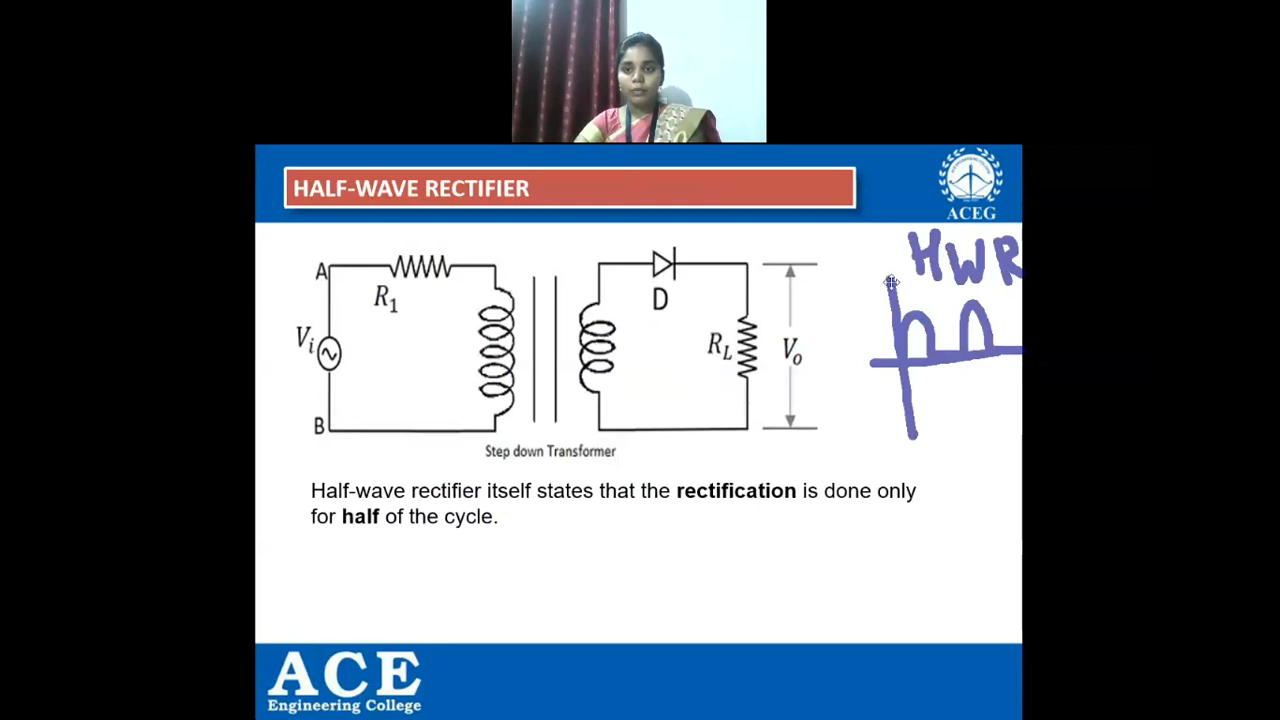 HALF-WAVE RECTIFIER
ACEG
HWR
A
R1
Vi
B
D
RL
Vo
Step down Transformer
Half-wave rectifier itself states that the rectification is done only
for half of the cycle.
ACE
Engineering College